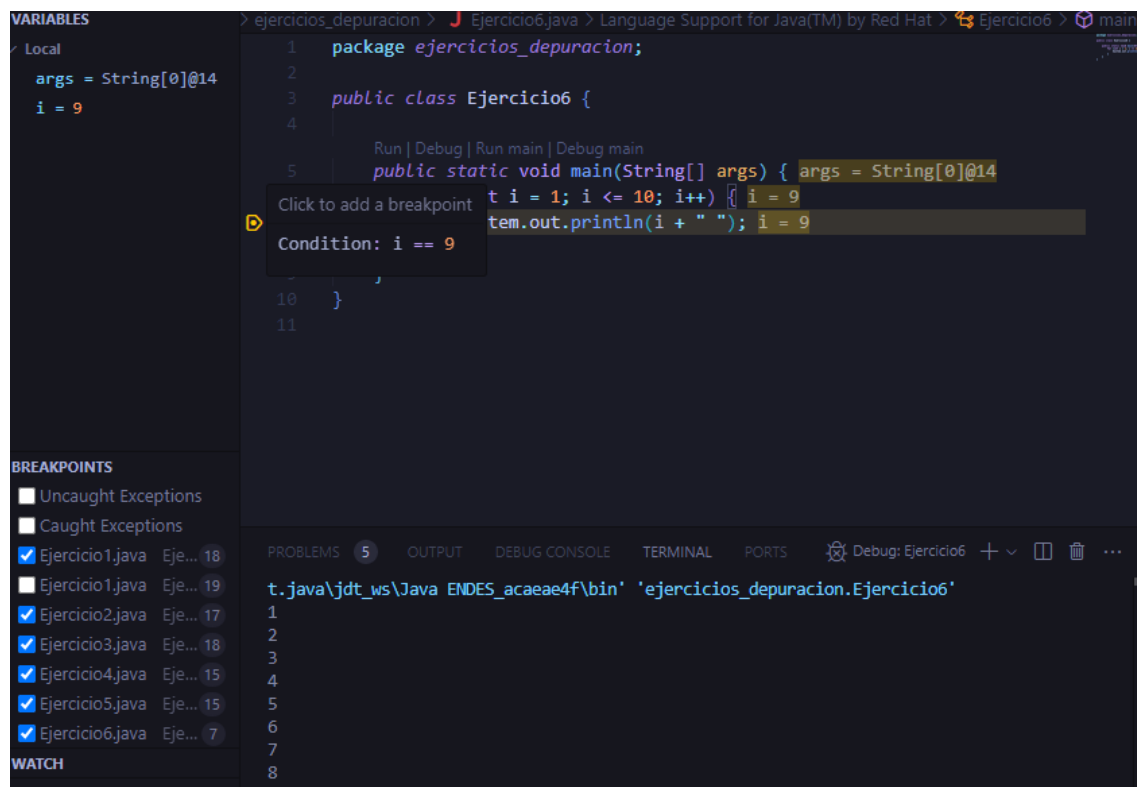 VARIABLES
Local
args = String[0]@14
i = 9
> ejercicios_depuracion > J Ejercicio6.java > Language Support for Java(TM) by Red Hat > Ejercicio6 > main
1 package ejercicios_depuracion;
2
3 public class Ejercicio6 {
4
Run | Debug | Run main | Debug main
5 public static void main(String[] args) { args = String[0]@14
t i = 1; i <= 10; i++) { i = 9
tem.out.println(i + " "); i = 9
Click to add a breakpoint
Condition: i == 9
9 }
10 }
11
BREAKPOINTS
Uncaught Exceptions
Caught Exceptions
Ejercicio1.java Eje... 18
Ejercicio1.java Eje... 19
Ejercicio2.java Eje... 17
Ejercicio3.java Eje... 18
Ejercicio4.java Eje... 15
Ejercicio5.java Eje... 15
Ejercicio6.java Eje... 7
WATCH
PROBLEMS 5 OUTPUT DEBUG CONSOLE TERMINAL PORTS Debug: Ejercicio6
t.java\jdt_ws\Java ENDES_acaeae4f\bin' 'ejercicios_depuracion.Ejercicio6'
1
2
3
4
5
6
7
8